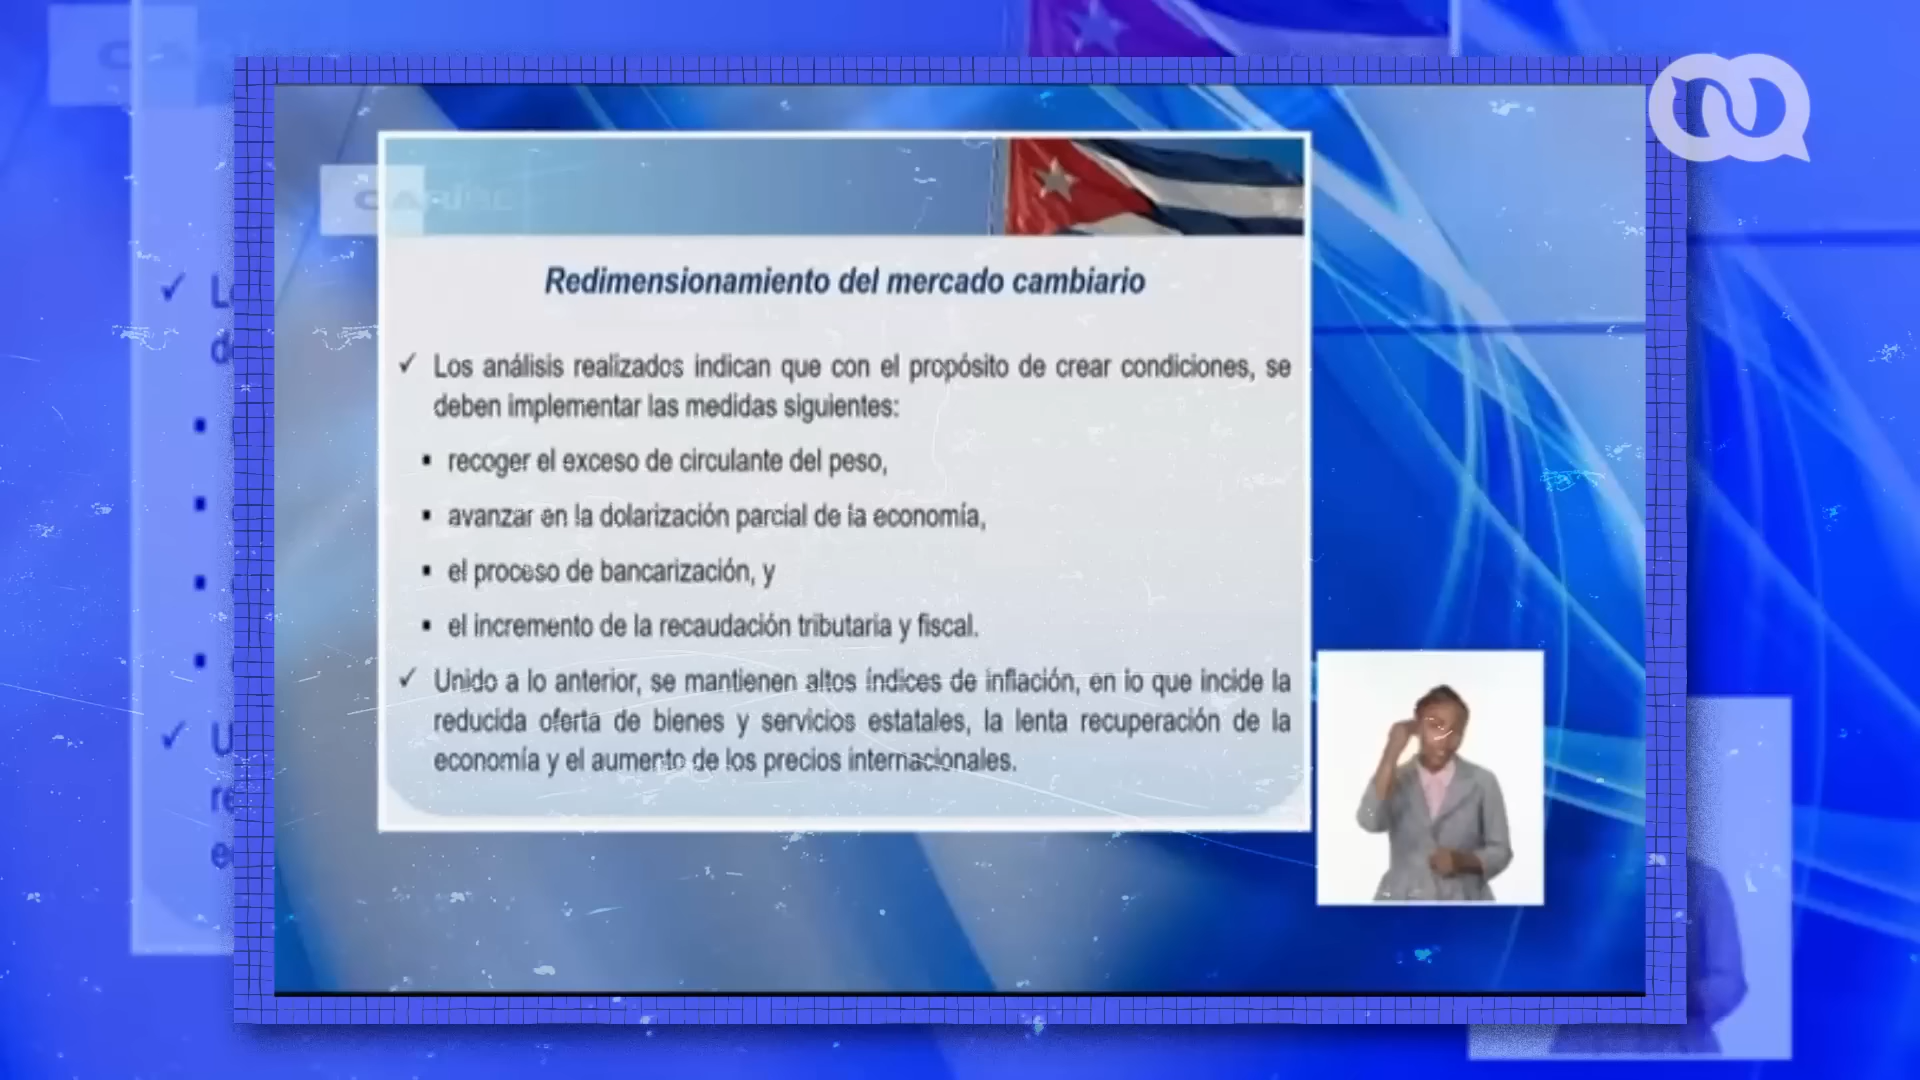 CARIBE
Redimensionamiento del mercado cambiario
✓ Los análisis realizados indican que con el propósito de crear condiciones, se
deben implementar las medidas siguientes:
▪ recoger el exceso de circulante del peso,
▪ avanzar en la dolarización parcial de la economía,
▪ el proceso de bancarización, y
▪ el incremento de la recaudación tributaria y fiscal.
✓ Unido a lo anterior, se mantienen altos índices de inflación, en lo que incide la
reducida oferta de bienes y servicios estatales, la lenta recuperación de la
economía y el aumento de los precios internacionales.